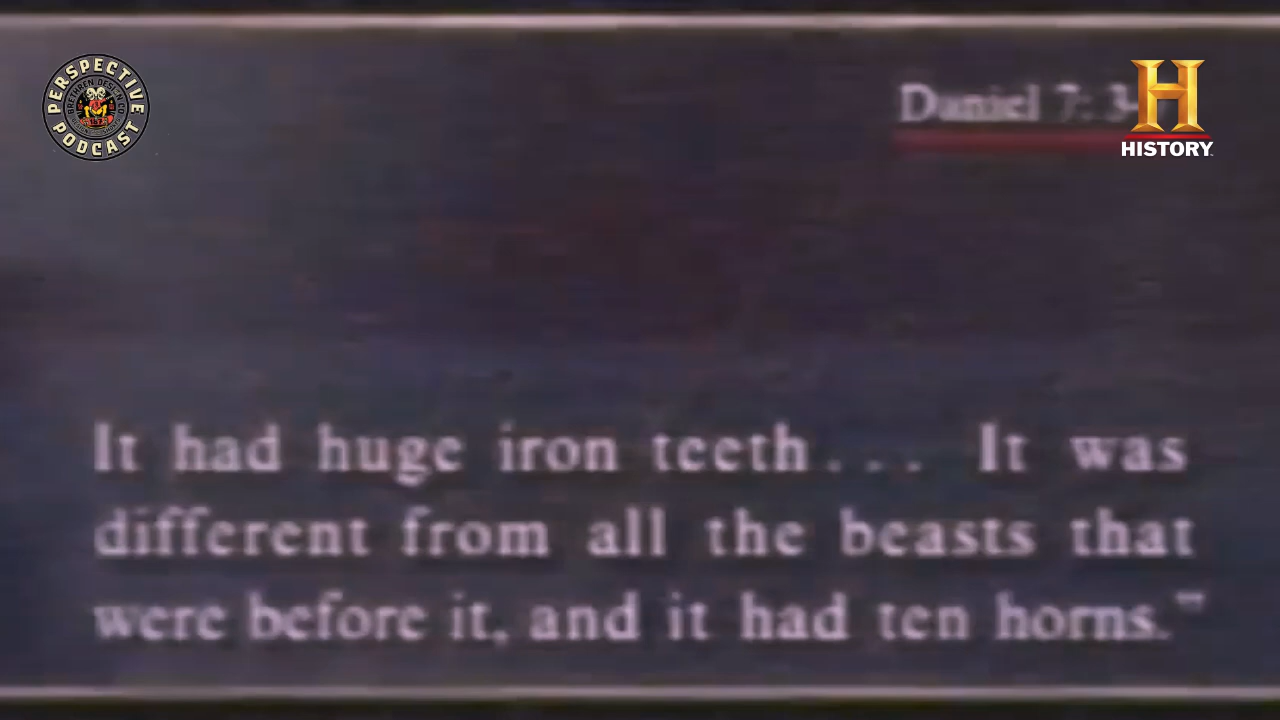 PERSPECTIVE
PODCAST
Daniel 7: 3-
H
HISTORY
It had huge iron teeth . . . It was
different from all the beasts that
were before it, and it had ten horns."